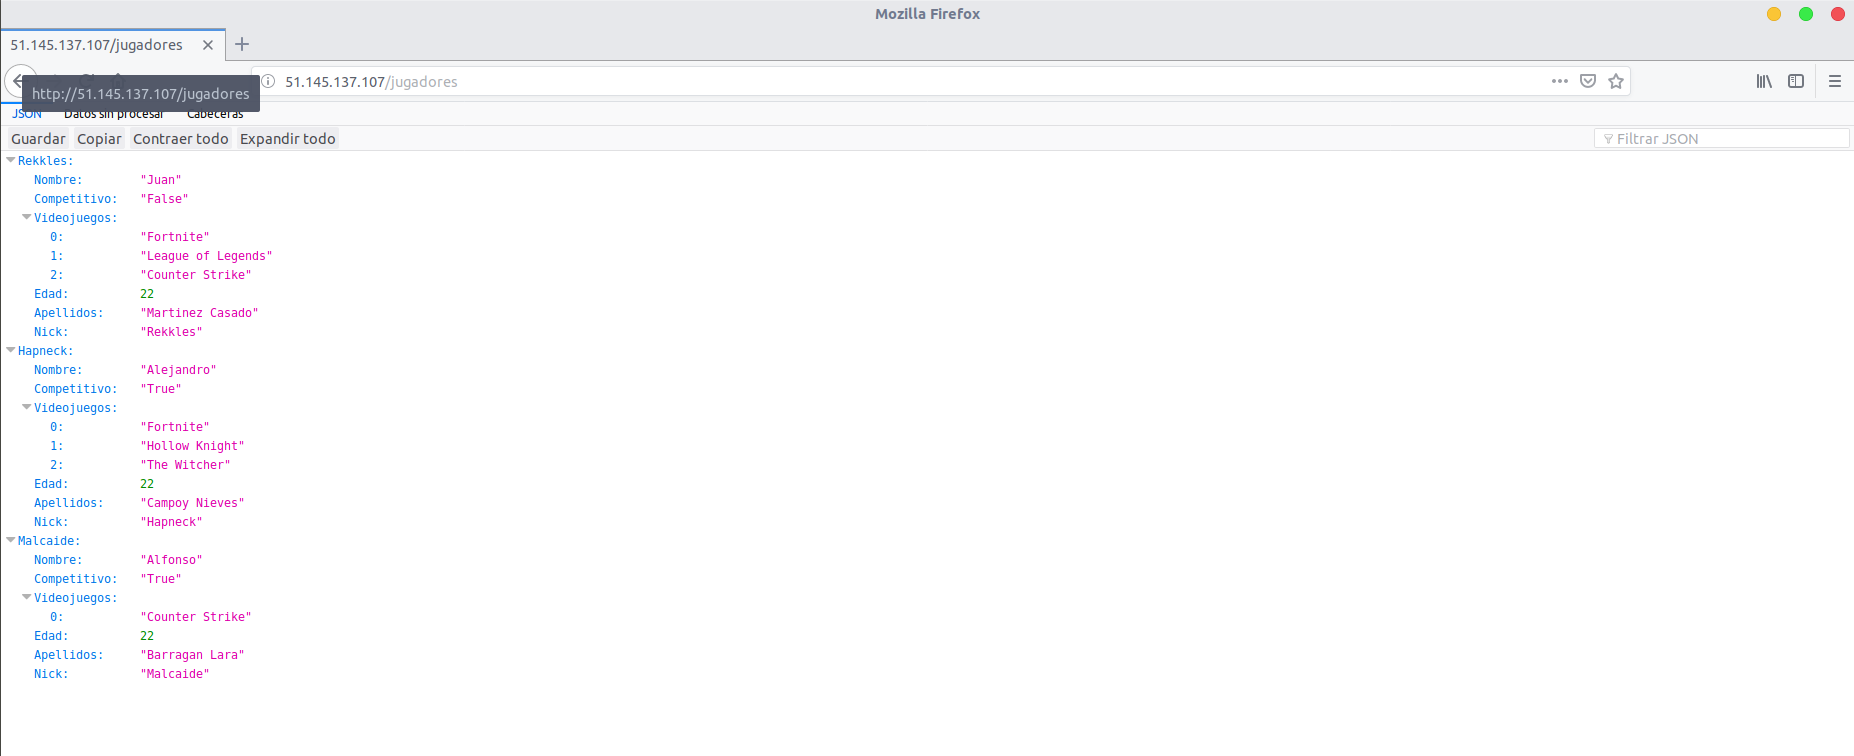 Mozilla Firefox
51.145.137.107/jugadores
51.145.137.107/jugadores
http://51.145.137.107/jugadores
JSON Datos sin procesar Cabeceras
Guardar Copiar Contraer todo Expandir todo Filtrar JSON
Rekkles:
Nombre: "Juan"
Competitivo: "False"
Videojuegos:
0: "Fortnite"
1: "League of Legends"
2: "Counter Strike"
Edad: 22
Apellidos: "Martinez Casado"
Nick: "Rekkles"
Hapneck:
Nombre: "Alejandro"
Competitivo: "True"
Videojuegos:
0: "Fortnite"
1: "Hollow Knight"
2: "The Witcher"
Edad: 22
Apellidos: "Campoy Nieves"
Nick: "Hapneck"
Malcaide:
Nombre: "Alfonso"
Competitivo: "True"
Videojuegos:
0: "Counter Strike"
Edad: 22
Apellidos: "Barragan Lara"
Nick: "Malcaide"